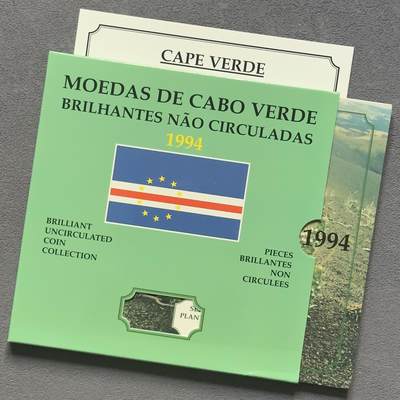 CAPE VERDE
MOEDAS DE CABO VERDE
BRILHANTES NÃO CIRCULADAS
1994
BRILLIANT
UNCIRCULATED
COIN
COLLECTION
PIECES
BRILLANTES
NON
CIRCULEES
1994
PLAN